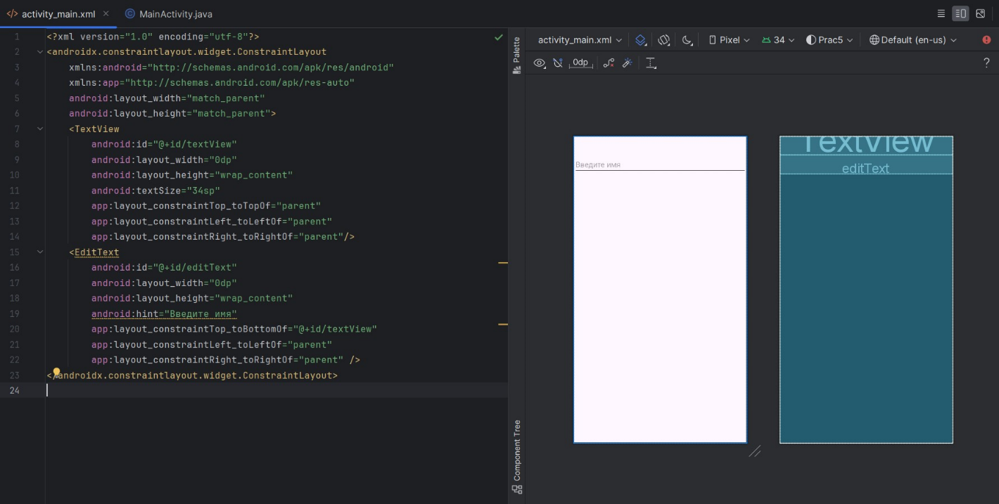 activity_main.xml
MainActivity.java
1 <?xml version="1.0" encoding="utf-8"?>
2 <androidx.constraintlayout.widget.ConstraintLayout
3 xmlns:android="http://schemas.android.com/apk/res/android"
4 xmlns:app="http://schemas.android.com/apk/res-auto"
5 android:layout_width="match_parent"
6 android:layout_height="match_parent">
7 <TextView
8 android:id="@+id/textView"
9 android:layout_width="0dp"
10 android:layout_height="wrap_content"
11 android:textSize="34sp"
12 app:layout_constraintTop_toTopOf="parent"
13 app:layout_constraintLeft_toLeftOf="parent"
14 app:layout_constraintRight_toRightOf="parent"/>
15 <EditText
16 android:id="@+id/editText"
17 android:layout_width="0dp"
18 android:layout_height="wrap_content"
19 android:hint="Введите имя"
20 app:layout_constraintTop_toBottomOf="@+id/textView"
21 app:layout_constraintLeft_toLeftOf="parent"
22 app:layout_constraintRight_toRightOf="parent" />
23 </androidx.constraintlayout.widget.ConstraintLayout>
24
Palette
Component Tree
activity_main.xml Pixel 34 Prac5 Default (en-us)
0dp ?
Введите имя
TextView
editText